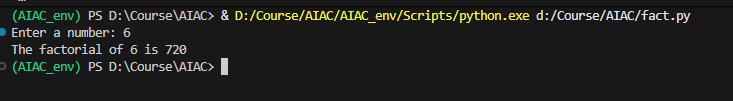 (AIAC_env) PS D:\Course\AIAC> & D:/Course/AIAC/AIAC_env/Scripts/python.exe d:/Course/AIAC/fact.py
Enter a number: 6
The factorial of 6 is 720
(AIAC_env) PS D:\Course\AIAC>